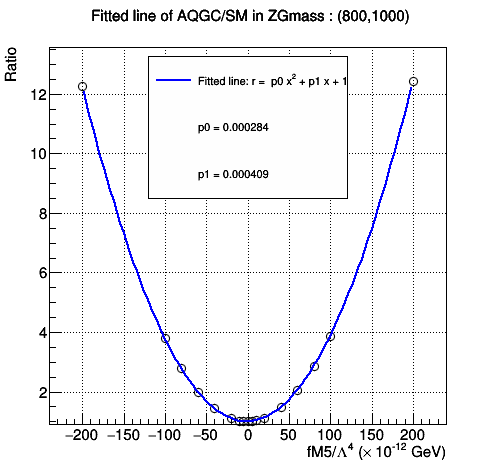 Fitted line of AQGC/SM in ZGmass : (800,1000)
Ratio
Fitted line: r = p0 x² + p1 x + 1
p0 = 0.000284
p1 = 0.000409
12
10
8
6
4
2
−200 −150 −100 −50 0 50 100 150 200
fM5/Λ⁴ (× 10⁻¹² GeV)